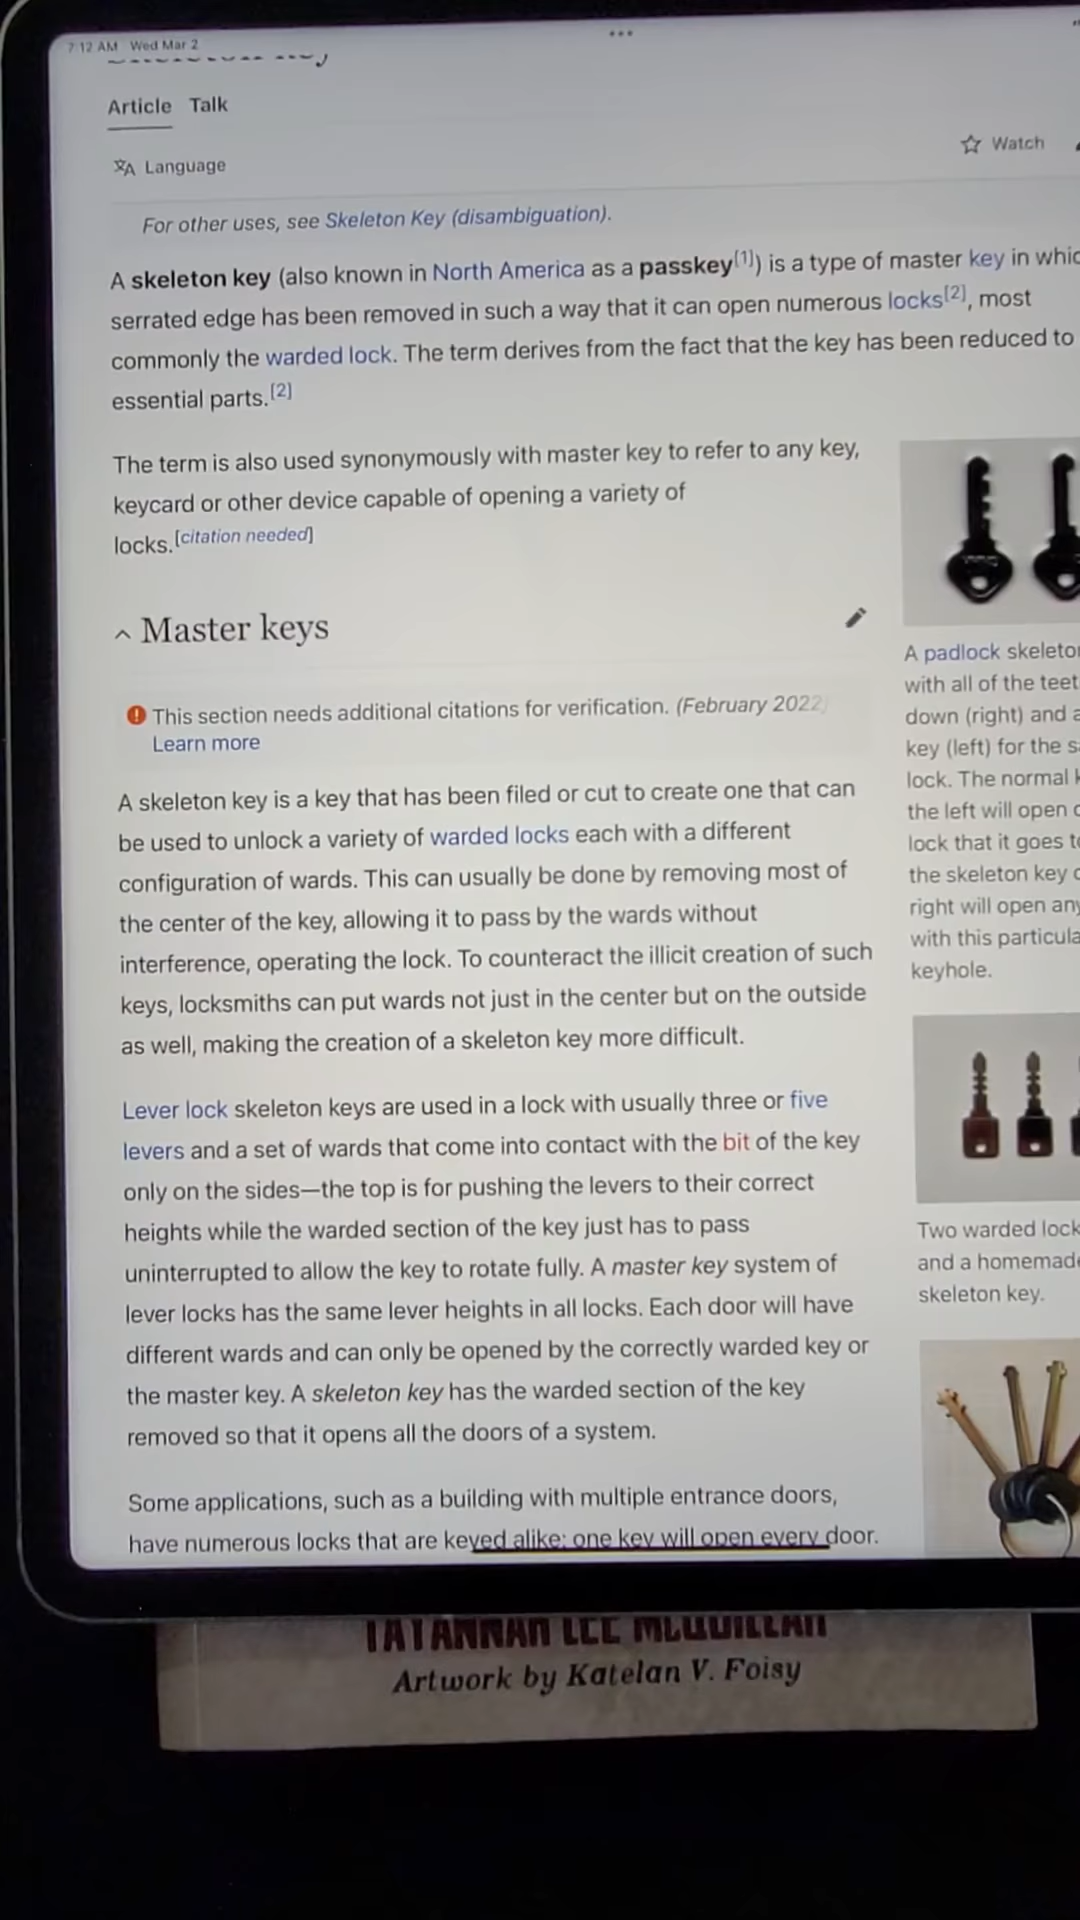 7:12 AM Wed Mar 2
Article Talk
Language
Watch
For other uses, see Skeleton Key (disambiguation).
A skeleton key (also known in North America as a passkey[1]) is a type of master key in whic
serrated edge has been removed in such a way that it can open numerous locks[2], most
commonly the warded lock. The term derives from the fact that the key has been reduced to
essential parts.[2]
The term is also used synonymously with master key to refer to any key,
keycard or other device capable of opening a variety of
locks.[citation needed]
Master keys
This section needs additional citations for verification. (February 2022)
Learn more
A skeleton key is a key that has been filed or cut to create one that can
be used to unlock a variety of warded locks each with a different
configuration of wards. This can usually be done by removing most of
the center of the key, allowing it to pass by the wards without
interference, operating the lock. To counteract the illicit creation of such
keys, locksmiths can put wards not just in the center but on the outside
as well, making the creation of a skeleton key more difficult.
Lever lock skeleton keys are used in a lock with usually three or five
levers and a set of wards that come into contact with the bit of the key
only on the sides—the top is for pushing the levers to their correct
heights while the warded section of the key just has to pass
uninterrupted to allow the key to rotate fully. A master key system of
lever locks has the same lever heights in all locks. Each door will have
different wards and can only be opened by the correctly warded key or
the master key. A skeleton key has the warded section of the key
removed so that it opens all the doors of a system.
Some applications, such as a building with multiple entrance doors,
have numerous locks that are keyed alike: one key will open every door.
A padlock skeleto
with all of the teet
down (right) and a
key (left) for the s
lock. The normal k
the left will open o
lock that it goes t
the skeleton key o
right will open any
with this particula
keyhole.
Two warded lock
and a homemade
skeleton key.
TAYANNAH LEE MCQUILLAR
Artwork by Katelan V. Foisy